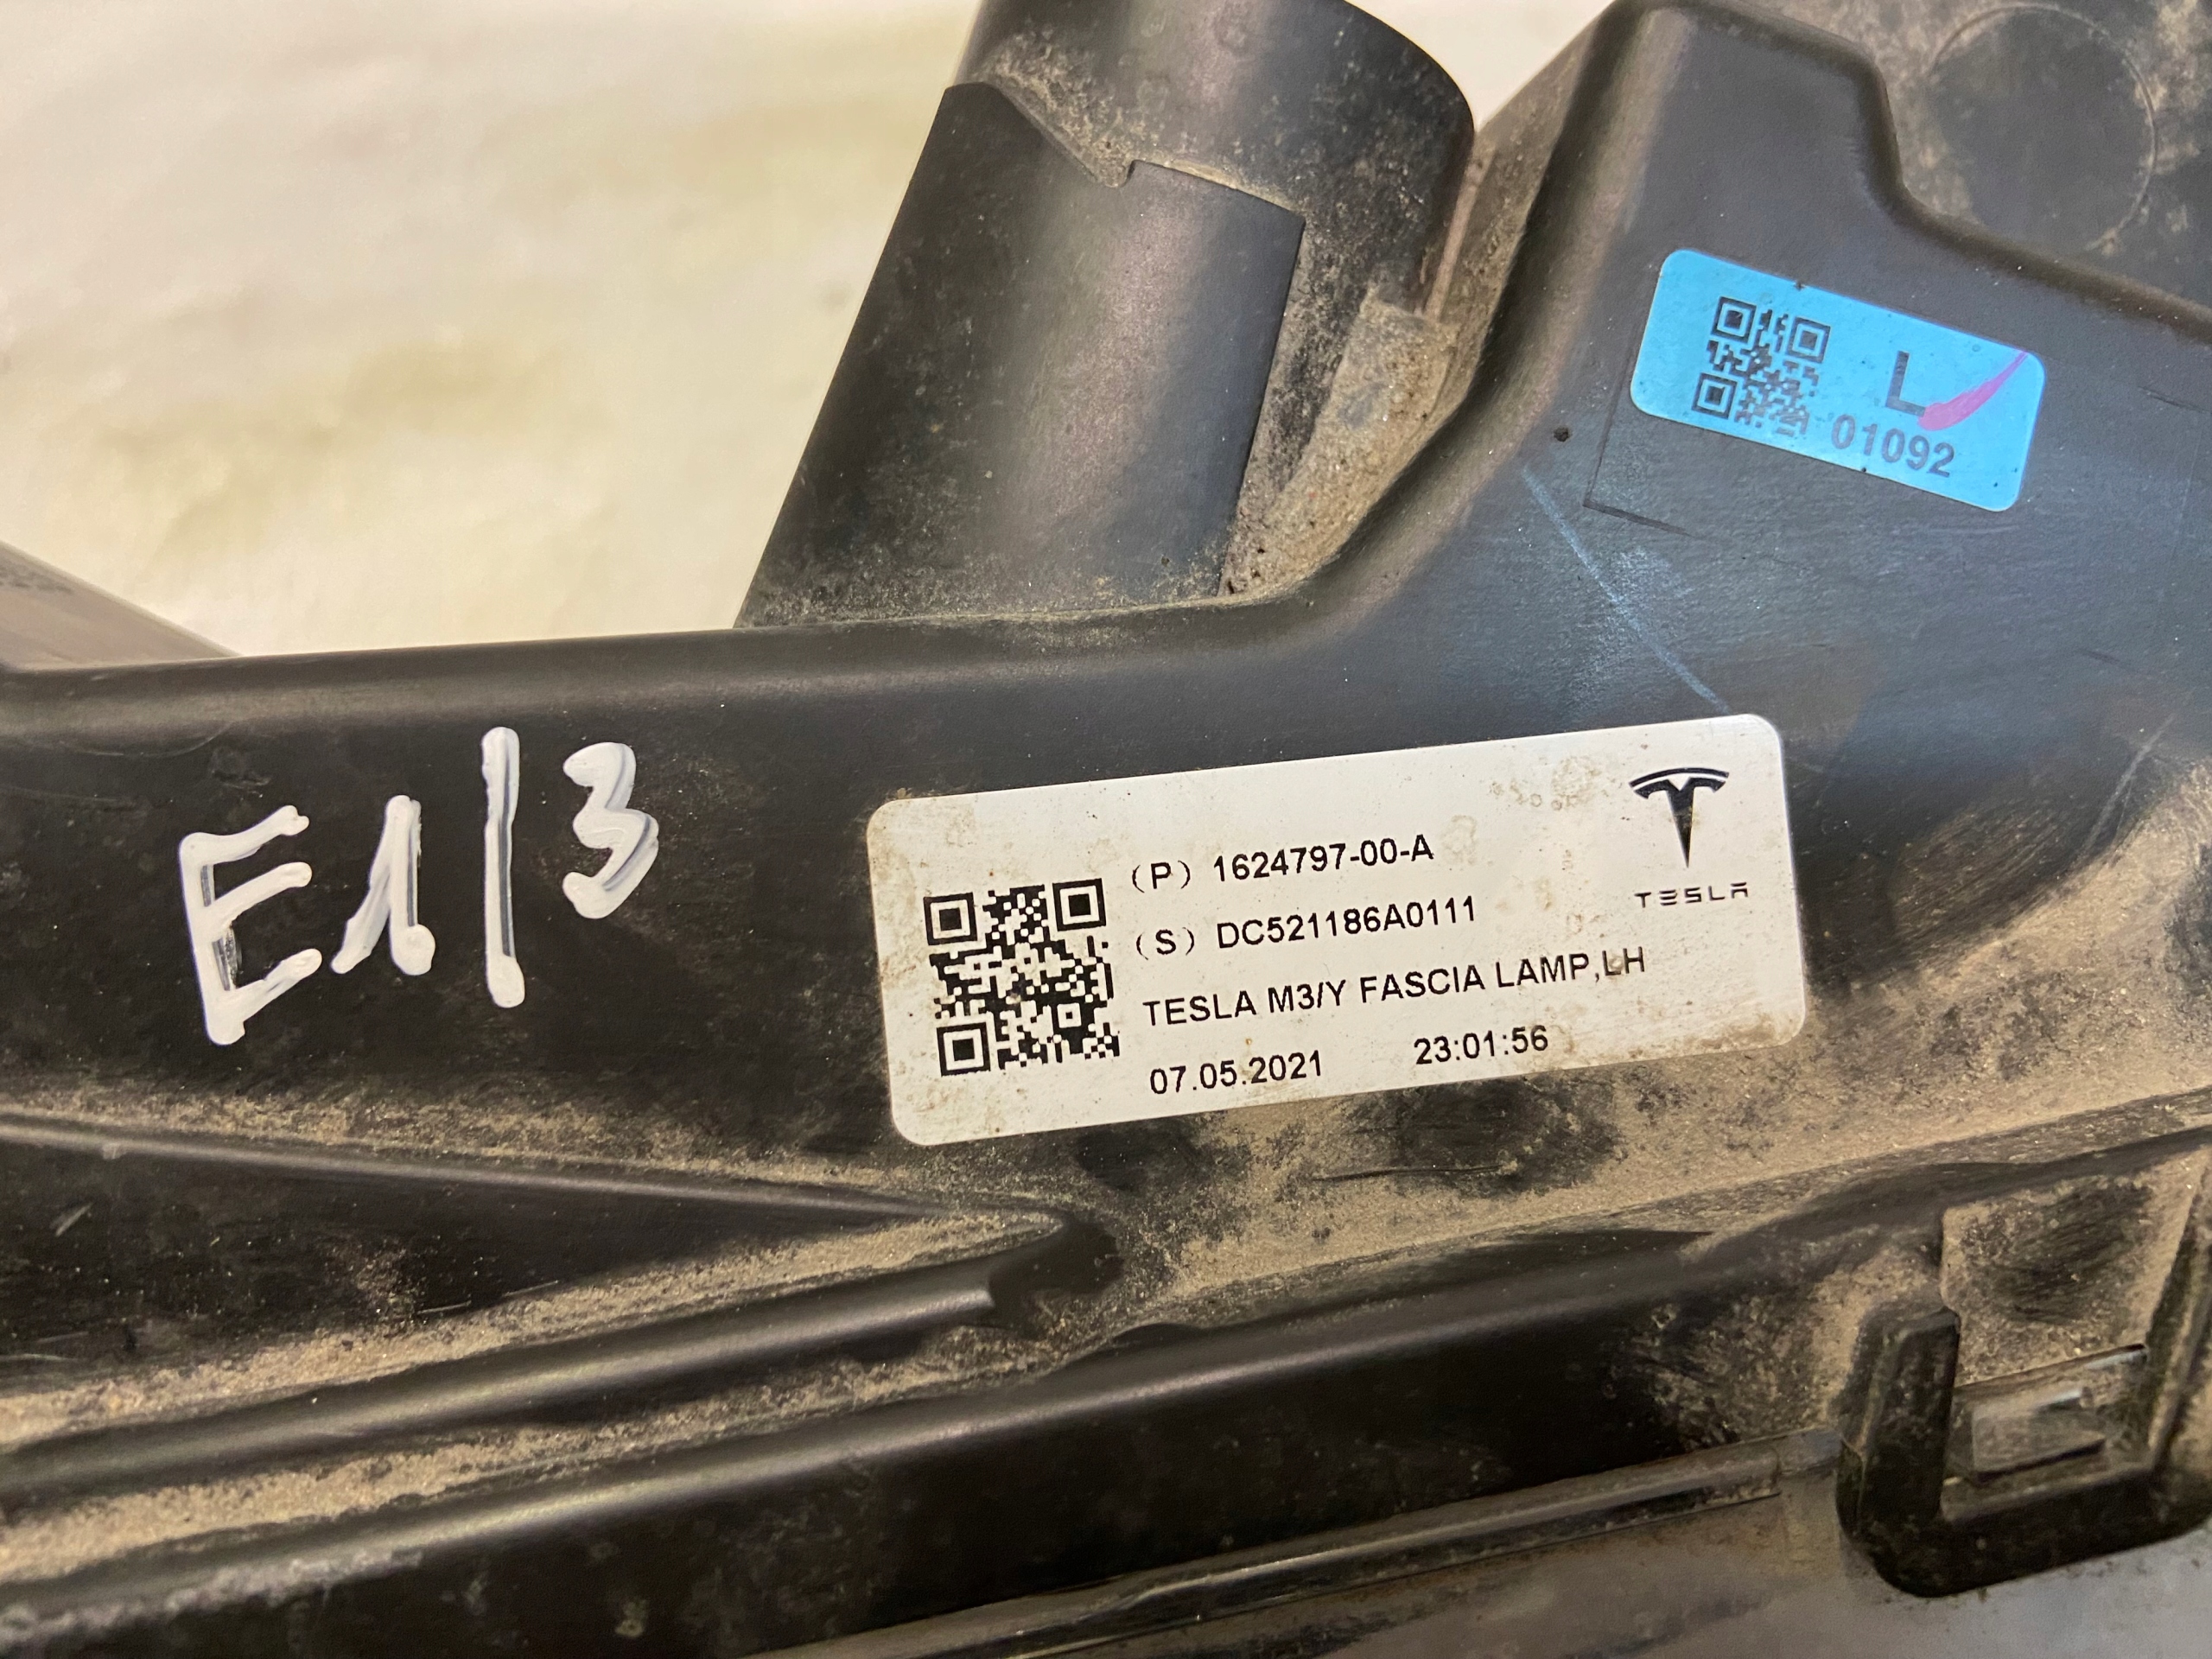 L
01092
E1/3
(P) 1624797-00-A
(S) DC521186A0111
TESLA
TESLA M3/Y FASCIA LAMP,LH
07.05.2021 23:01:56